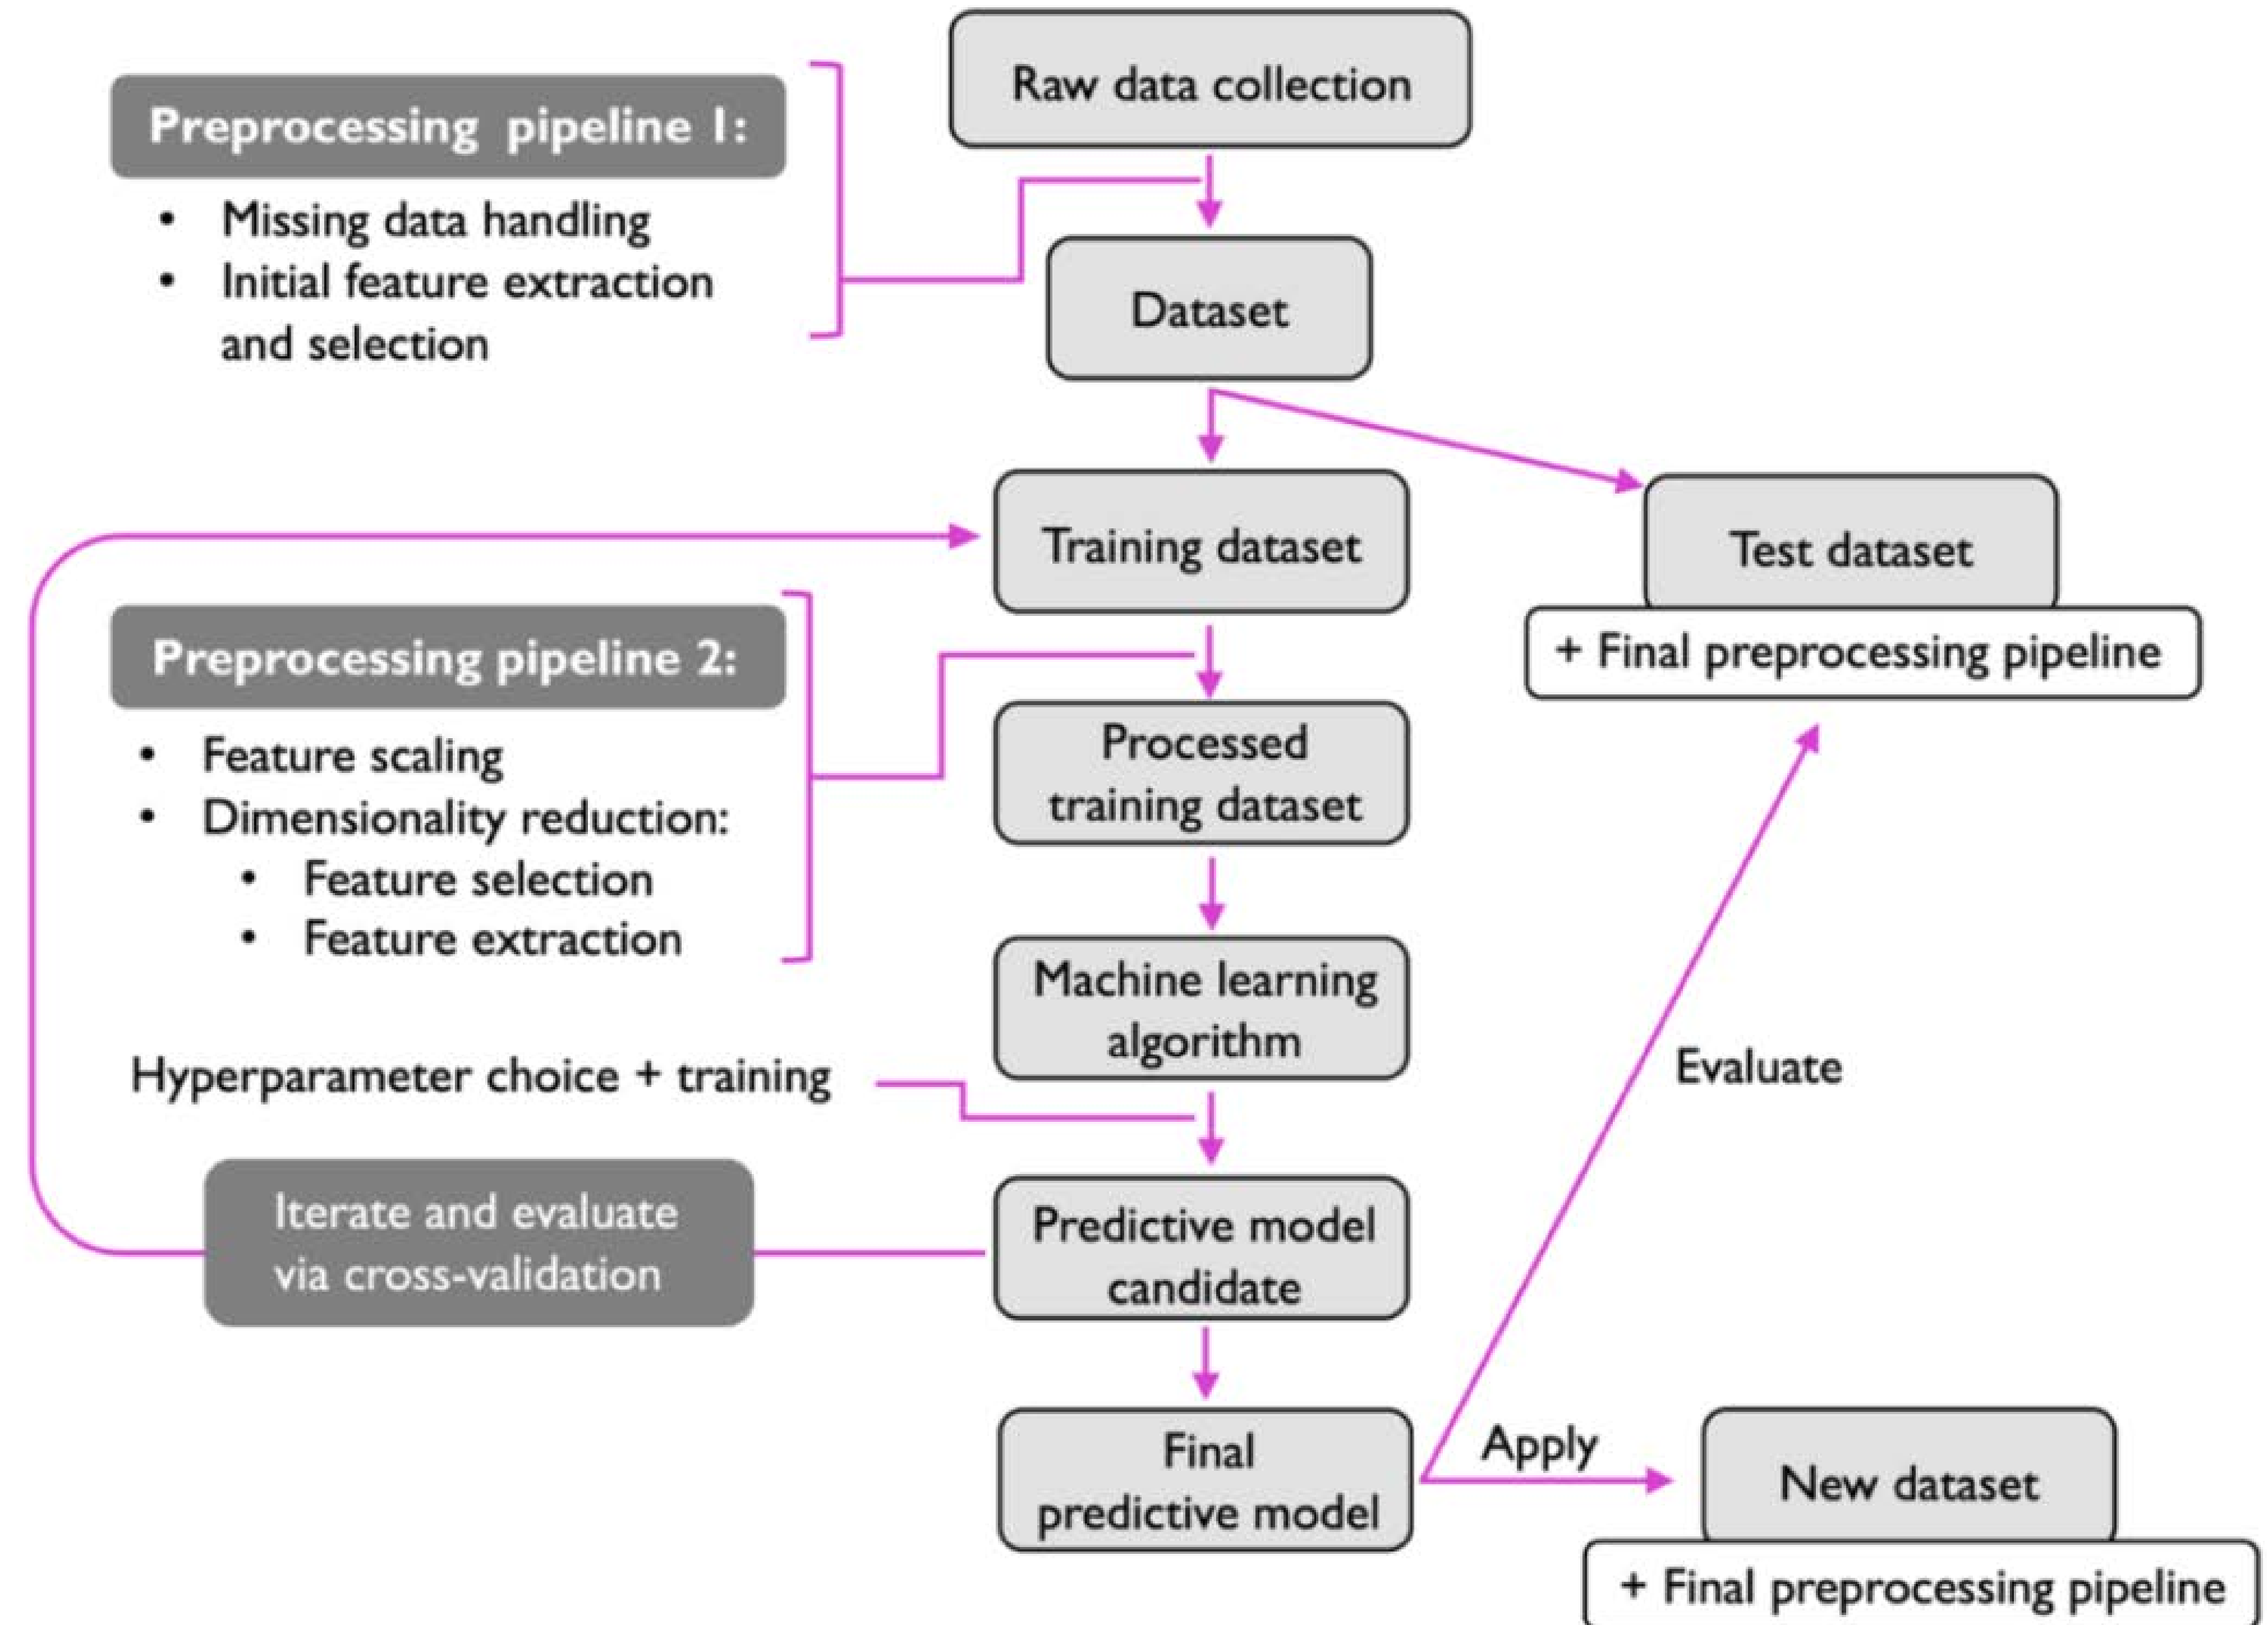 Raw data collection
Preprocessing pipeline 1:
• Missing data handling
• Initial feature extraction
and selection
Dataset
Training dataset
Test dataset
+ Final preprocessing pipeline
Preprocessing pipeline 2:
• Feature scaling
• Dimensionality reduction:
• Feature selection
• Feature extraction
Processed
training dataset
Machine learning
algorithm
Hyperparameter choice + training
Evaluate
Iterate and evaluate
via cross-validation
Predictive model
candidate
Final
predictive model
Apply
New dataset
+ Final preprocessing pipeline